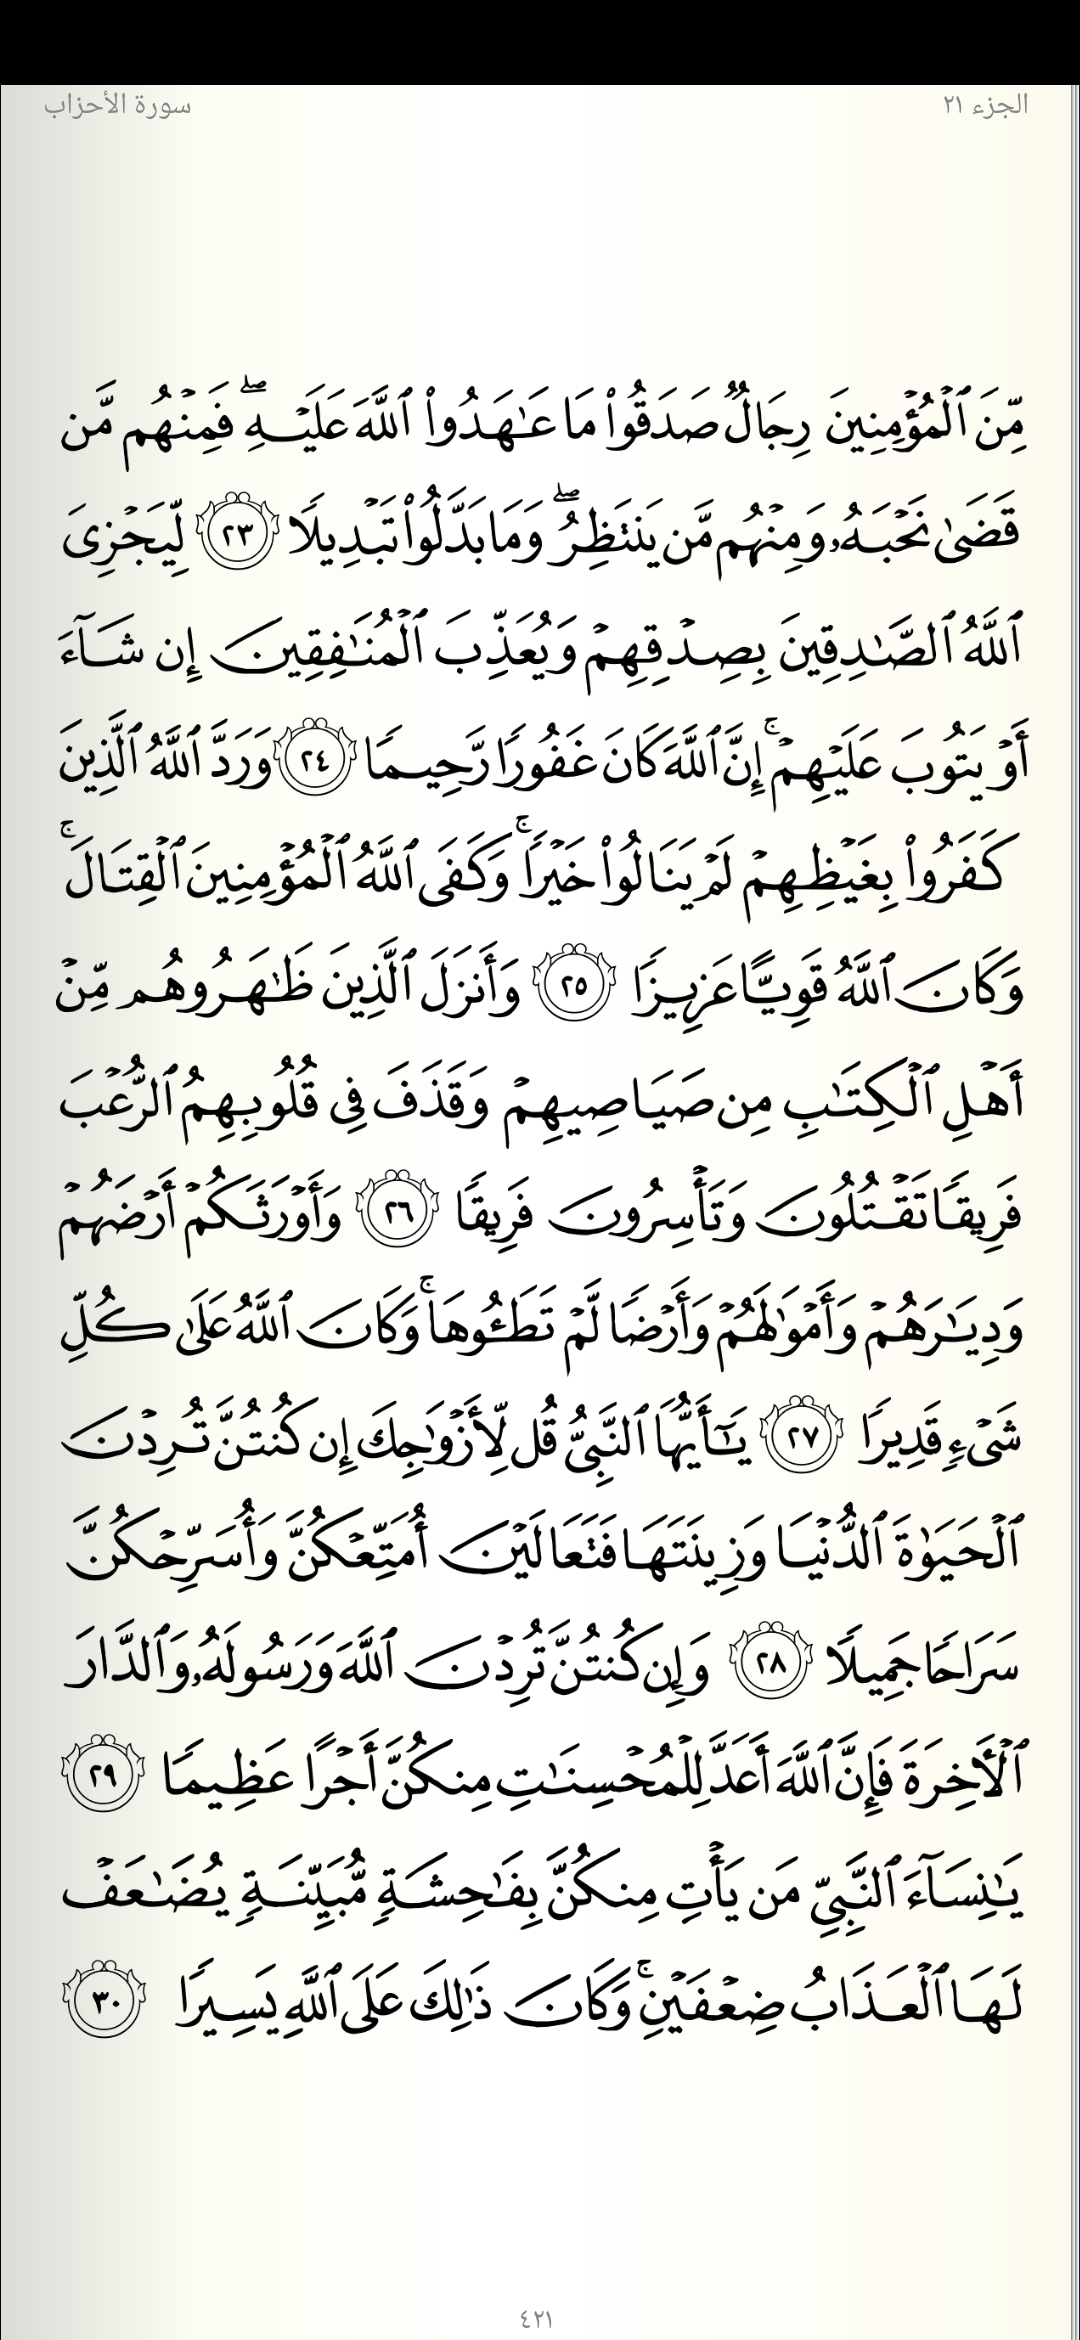 الجزء ٢١
سورة الأحزاب
مِّنَ ٱلْمُؤْمِنِينَ رِجَالٌ صَدَقُوا۟ مَا عَـٰهَدُوا۟ ٱللَّهَ عَلَيْهِ ۖ فَمِنْهُم مَّن
قَضَىٰ نَحْبَهُۥ وَمِنْهُم مَّن يَنتَظِرُ ۖ وَمَا بَدَّلُوا۟ تَبْدِيلًا ٢٣ لِّيَجْزِىَ
ٱللَّهُ ٱلصَّـٰدِقِينَ بِصِدْقِهِمْ وَيُعَذِّبَ ٱلْمُنَـٰفِقِينَ إِن شَآءَ
أَوْ يَتُوبَ عَلَيْهِمْ ۚ إِنَّ ٱللَّهَ كَانَ غَفُورًا رَّحِيمًا ٢٤ وَرَدَّ ٱللَّهُ ٱلَّذِينَ
كَفَرُوا۟ بِغَيْظِهِمْ لَمْ يَنَالُوا۟ خَيْرًا ۚ وَكَفَى ٱللَّهُ ٱلْمُؤْمِنِينَ ٱلْقِتَالَ ۚ
وَكَانَ ٱللَّهُ قَوِيًّا عَزِيزًا ٢٥ وَأَنزَلَ ٱلَّذِينَ ظَـٰهَرُوهُم مِّنْ
أَهْلِ ٱلْكِتَـٰبِ مِن صَيَاصِيهِمْ وَقَذَفَ فِى قُلُوبِهِمُ ٱلرُّعْبَ
فَرِيقًا تَقْتُلُونَ وَتَأْسِرُونَ فَرِيقًا ٢٦ وَأَوْرَثَكُمْ أَرْضَهُمْ
وَدِيَـٰرَهُمْ وَأَمْوَٰلَهُمْ وَأَرْضًا لَّمْ تَطَـُٔوهَا ۚ وَكَانَ ٱللَّهُ عَلَىٰ كُلِّ
شَىْءٍ قَدِيرًا ٢٧ يَـٰٓأَيُّهَا ٱلنَّبِىُّ قُل لِّأَزْوَٰجِكَ إِن كُنتُنَّ تُرِدْنَ
ٱلْحَيَوٰةَ ٱلدُّنْيَا وَزِينَتَهَا فَتَعَالَيْنَ أُمَتِّعْكُنَّ وَأُسَرِّحْكُنَّ
سَرَاحًا جَمِيلًا ٢٨ وَإِن كُنتُنَّ تُرِدْنَ ٱللَّهَ وَرَسُولَهُۥ وَٱلدَّارَ
ٱلْـَٔاخِرَةَ فَإِنَّ ٱللَّهَ أَعَدَّ لِلْمُحْسِنَـٰتِ مِنكُنَّ أَجْرًا عَظِيمًا ٢٩
يَـٰنِسَآءَ ٱلنَّبِىِّ مَن يَأْتِ مِنكُنَّ بِفَـٰحِشَةٍ مُّبَيِّنَةٍ يُضَـٰعَفْ
لَهَا ٱلْعَذَابُ ضِعْفَيْنِ ۚ وَكَانَ ذَٰلِكَ عَلَى ٱللَّهِ يَسِيرًا ٣٠
٤٢١